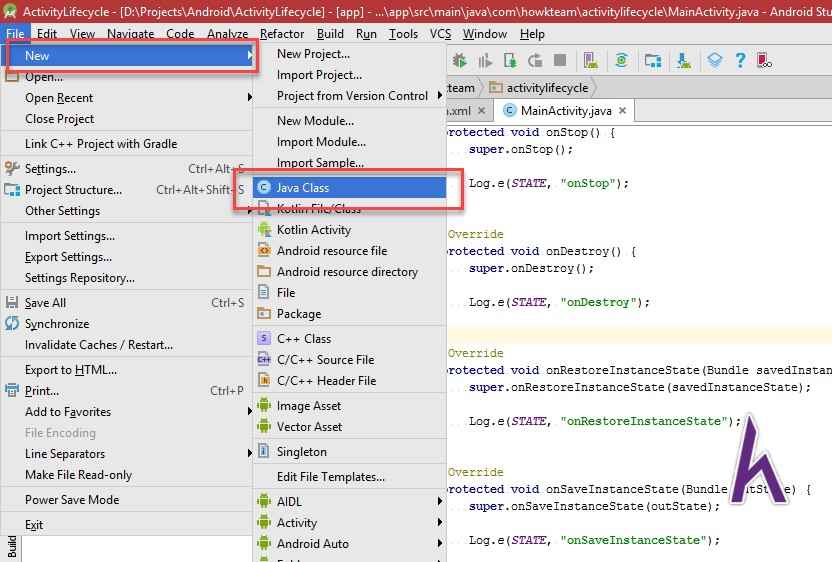 ActivityLifecycle - [D:\Projects\Android\ActivityLifecycle] - [app] - ...\app\src\main\java\com\howkteam\activitylifecycle\MainActivity.java - Android Stu
File Edit View Navigate Code Analyze Refactor Build Run Tools VCS Window Help
New
Open...
Open Recent
Close Project
Link C++ Project with Gradle
Settings... Ctrl+Alt+S
Project Structure... Ctrl+Alt+Shift+S
Other Settings
Import Settings...
Export Settings...
Settings Repository...
Save All Ctrl+S
Synchronize
Invalidate Caches / Restart...
Export to HTML...
Print... Ctrl+P
Add to Favorites
File Encoding
Line Separators
Make File Read-only
Power Save Mode
Exit
Build
New Project...
Import Project...
Project from Version Control
New Module...
Import Module...
Import Sample...
Java Class
Kotlin File/Class
Kotlin Activity
Android resource file
Android resource directory
File
Package
C++ Class
C/C++ Source File
C/C++ Header File
Image Asset
Vector Asset
Singleton
Edit File Templates...
AIDL
Activity
Android Auto
kteam activitylifecycle
.xml MainActivity.java
protected void onStop() {
super.onStop();
Log.e(STATE, "onStop");
Override
protected void onDestroy() {
super.onDestroy();
Log.e(STATE, "onDestroy");
Override
protected void onRestoreInstanceState(Bundle savedInstan
super.onRestoreInstanceState(savedInstanceState);
Log.e(STATE, "onRestoreInstanceState");
Override
protected void onSaveInstanceState(Bundle outState) {
super.onSaveInstanceState(outState);
Log.e(STATE, "onSaveInstanceState");